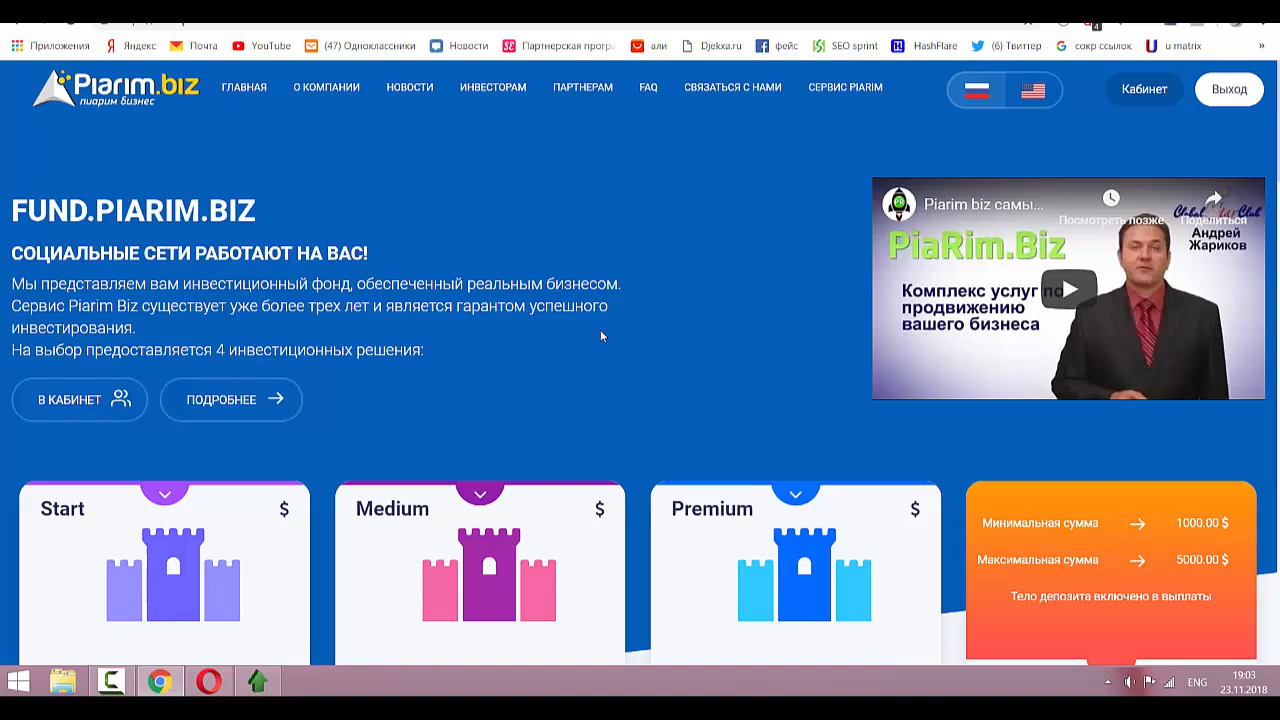 4
Приложения
Яндекс
Почта
YouTube
(47) Одноклассники
Новости
Партнерская прогр
али
Djekxa.ru
фейс
SEO sprint
HashFlare
(6) Твиттер
сокр ссылок
u matrix
»
Piarim.biz
пиарим бизнес
ГЛАВНАЯ
О КОМПАНИИ
НОВОСТИ
ИНВЕСТОРАМ
ПАРТНЕРАМ
FAQ
СВЯЗАТЬСЯ С НАМИ
СЕРВИС PIARIM
Кабинет
Выход
FUND.PIARIM.BIZ
СОЦИАЛЬНЫЕ СЕТИ РАБОТАЮТ НА ВАС!
Мы представляем вам инвестиционный фонд, обеспеченный реальным бизнесом.
Сервис Piarim Biz существует уже более трех лет и является гарантом успешного
инвестирования.
На выбор предоставляется 4 инвестиционных решения:
В КАБИНЕТ
ПОДРОБНЕЕ
PR
Piarim biz самы...
Посмотреть позже
Поделиться
Club
Андрей
Жариков
PiaRim.Biz
Комплекс услуг по
продвижению
вашего бизнеса
Start
$
Medium
$
Premium
$
Минимальная сумма
1000.00 $
Максимальная сумма
5000.00 $
Тело депозита включено в выплаты
ENG
19:03
23.11.2018